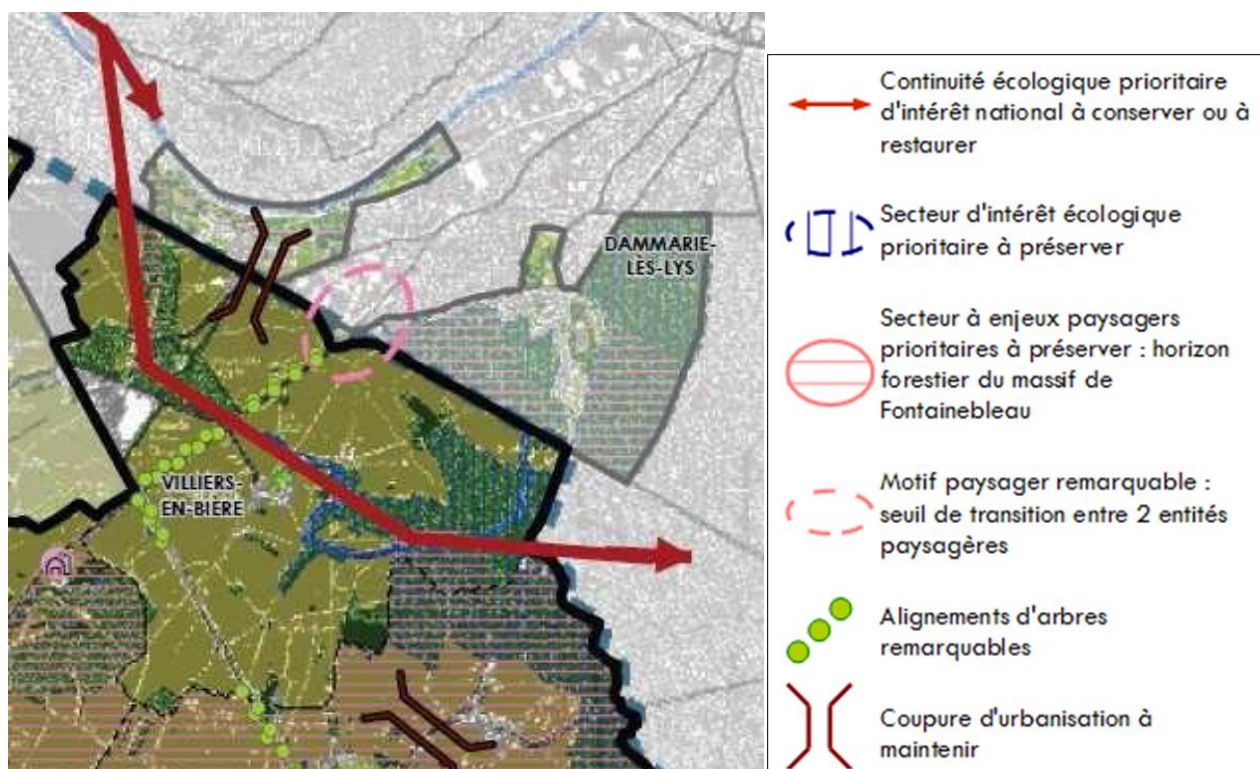 DAMMARIE-
LÈS-LYS
VILLIERS-
EN-BIÈRE
Continuité écologique prioritaire
d'intérêt national à conserver ou à
restaurer
Secteur d'intérêt écologique
prioritaire à préserver
Secteur à enjeux paysagers
prioritaires à préserver : horizon
forestier du massif de
Fontainebleau
Motif paysager remarquable :
seuil de transition entre 2 entités
paysagères
Alignements d'arbres
remarquables
Coupure d'urbanisation à
maintenir